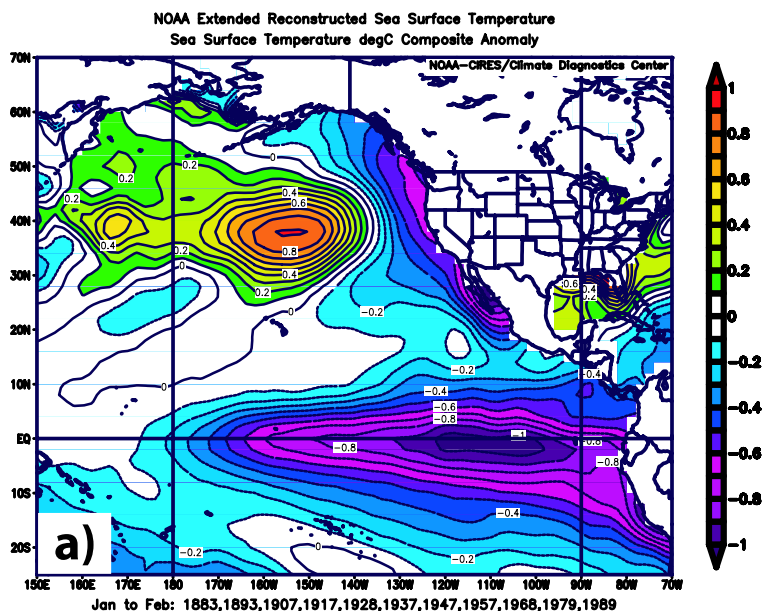 NOAA Extended Reconstructed Sea Surface Temperature
Sea Surface Temperature degC Composite Anomaly
NOAA-CIRES/Climate Diagnostics Center
70N
60N
50N
40N
30N
20N
10N
EQ
10S
20S
150E 160E 170E 180 170W 160W 150W 140W 130W 120W 110W 100W 90W 80W 70W
1
0.8
0.6
0.4
0.2
0
-0.2
-0.4
-0.6
-0.8
-1
0
0.2
0.2
0.4
0.6
0.2
0.4
0.8
0.2
0.4
0
0.2
0.6
0.4
0.2
0
-0.2
0
-0.2
-0.4
-0.4
-0.6
-0.8
-1
-0.8
-0.8
-0.8
-0.4
0
-0.2
-0.2
a)
Jan to Feb: 1883,1893,1907,1917,1928,1937,1947,1957,1968,1979,1989